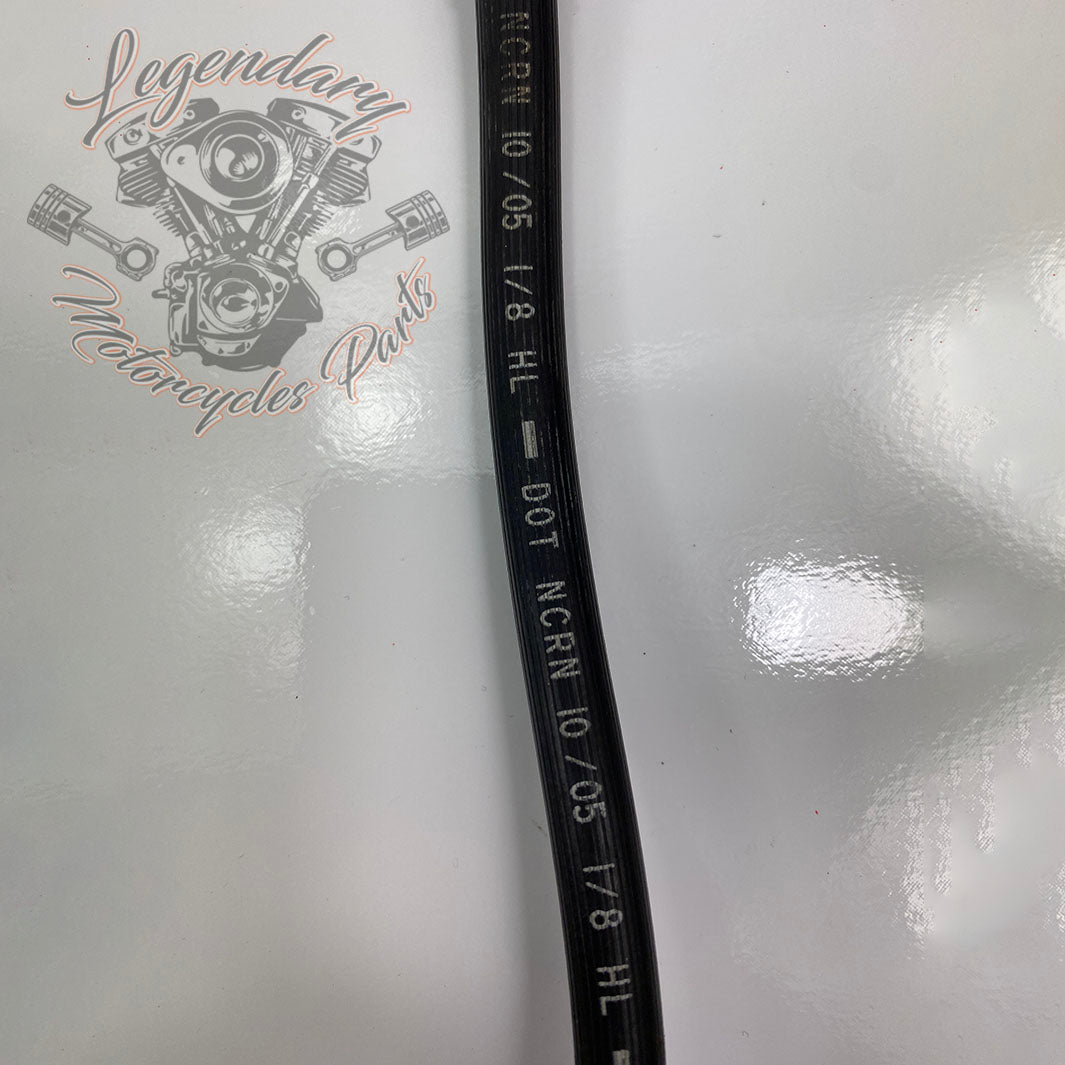 Legendary
Motorcycles Parts
NCRN 10/05 1/8 HL — DOT NCRN 10/05 1/8 HL —